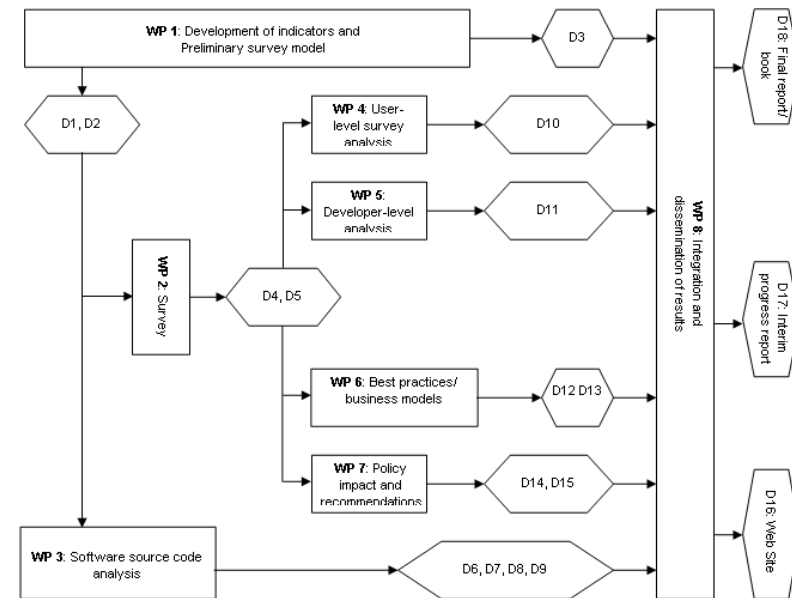 WP 1: Development of indicators and
Preliminary survey model
D3
D18: Final report/
book
D1, D2
WP 4: User-
level survey
analysis
D10
WP 5:
Developer-level
analysis
D11
WP 2: Survey
D4, D5
WP 8: Integration and
dissemination of results
D17: Interim
progress report
WP 6: Best practices/
business models
D12 D13
WP 7: Policy
impact and
recommendations
D14, D15
D16: Web Site
WP 3: Software source code
analysis
D6, D7, D8, D9